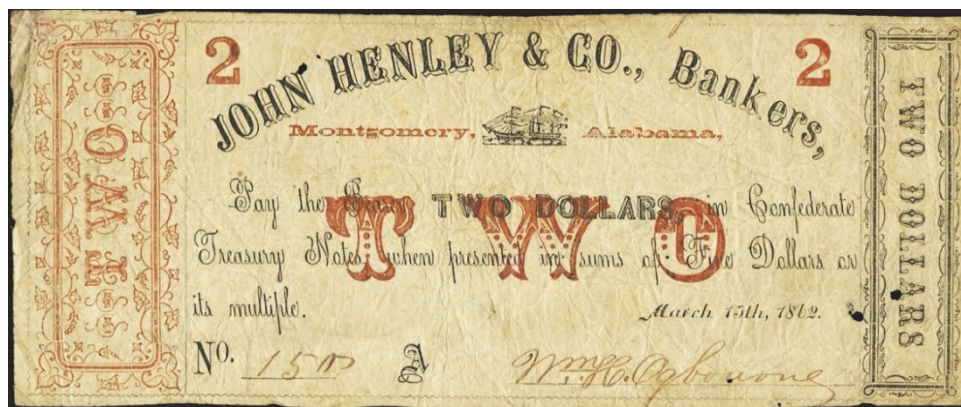 2 2
JOHN HENLEY & CO., Bankers,
Montgomery, Alabama,
Pay the Bearer TWO DOLLARS, in Confederate
TWO
Treasury Notes, when presented in sums of Five Dollars or
its multiple. March 15th, 1862.
No. A
TWO
TWO DOLLARS